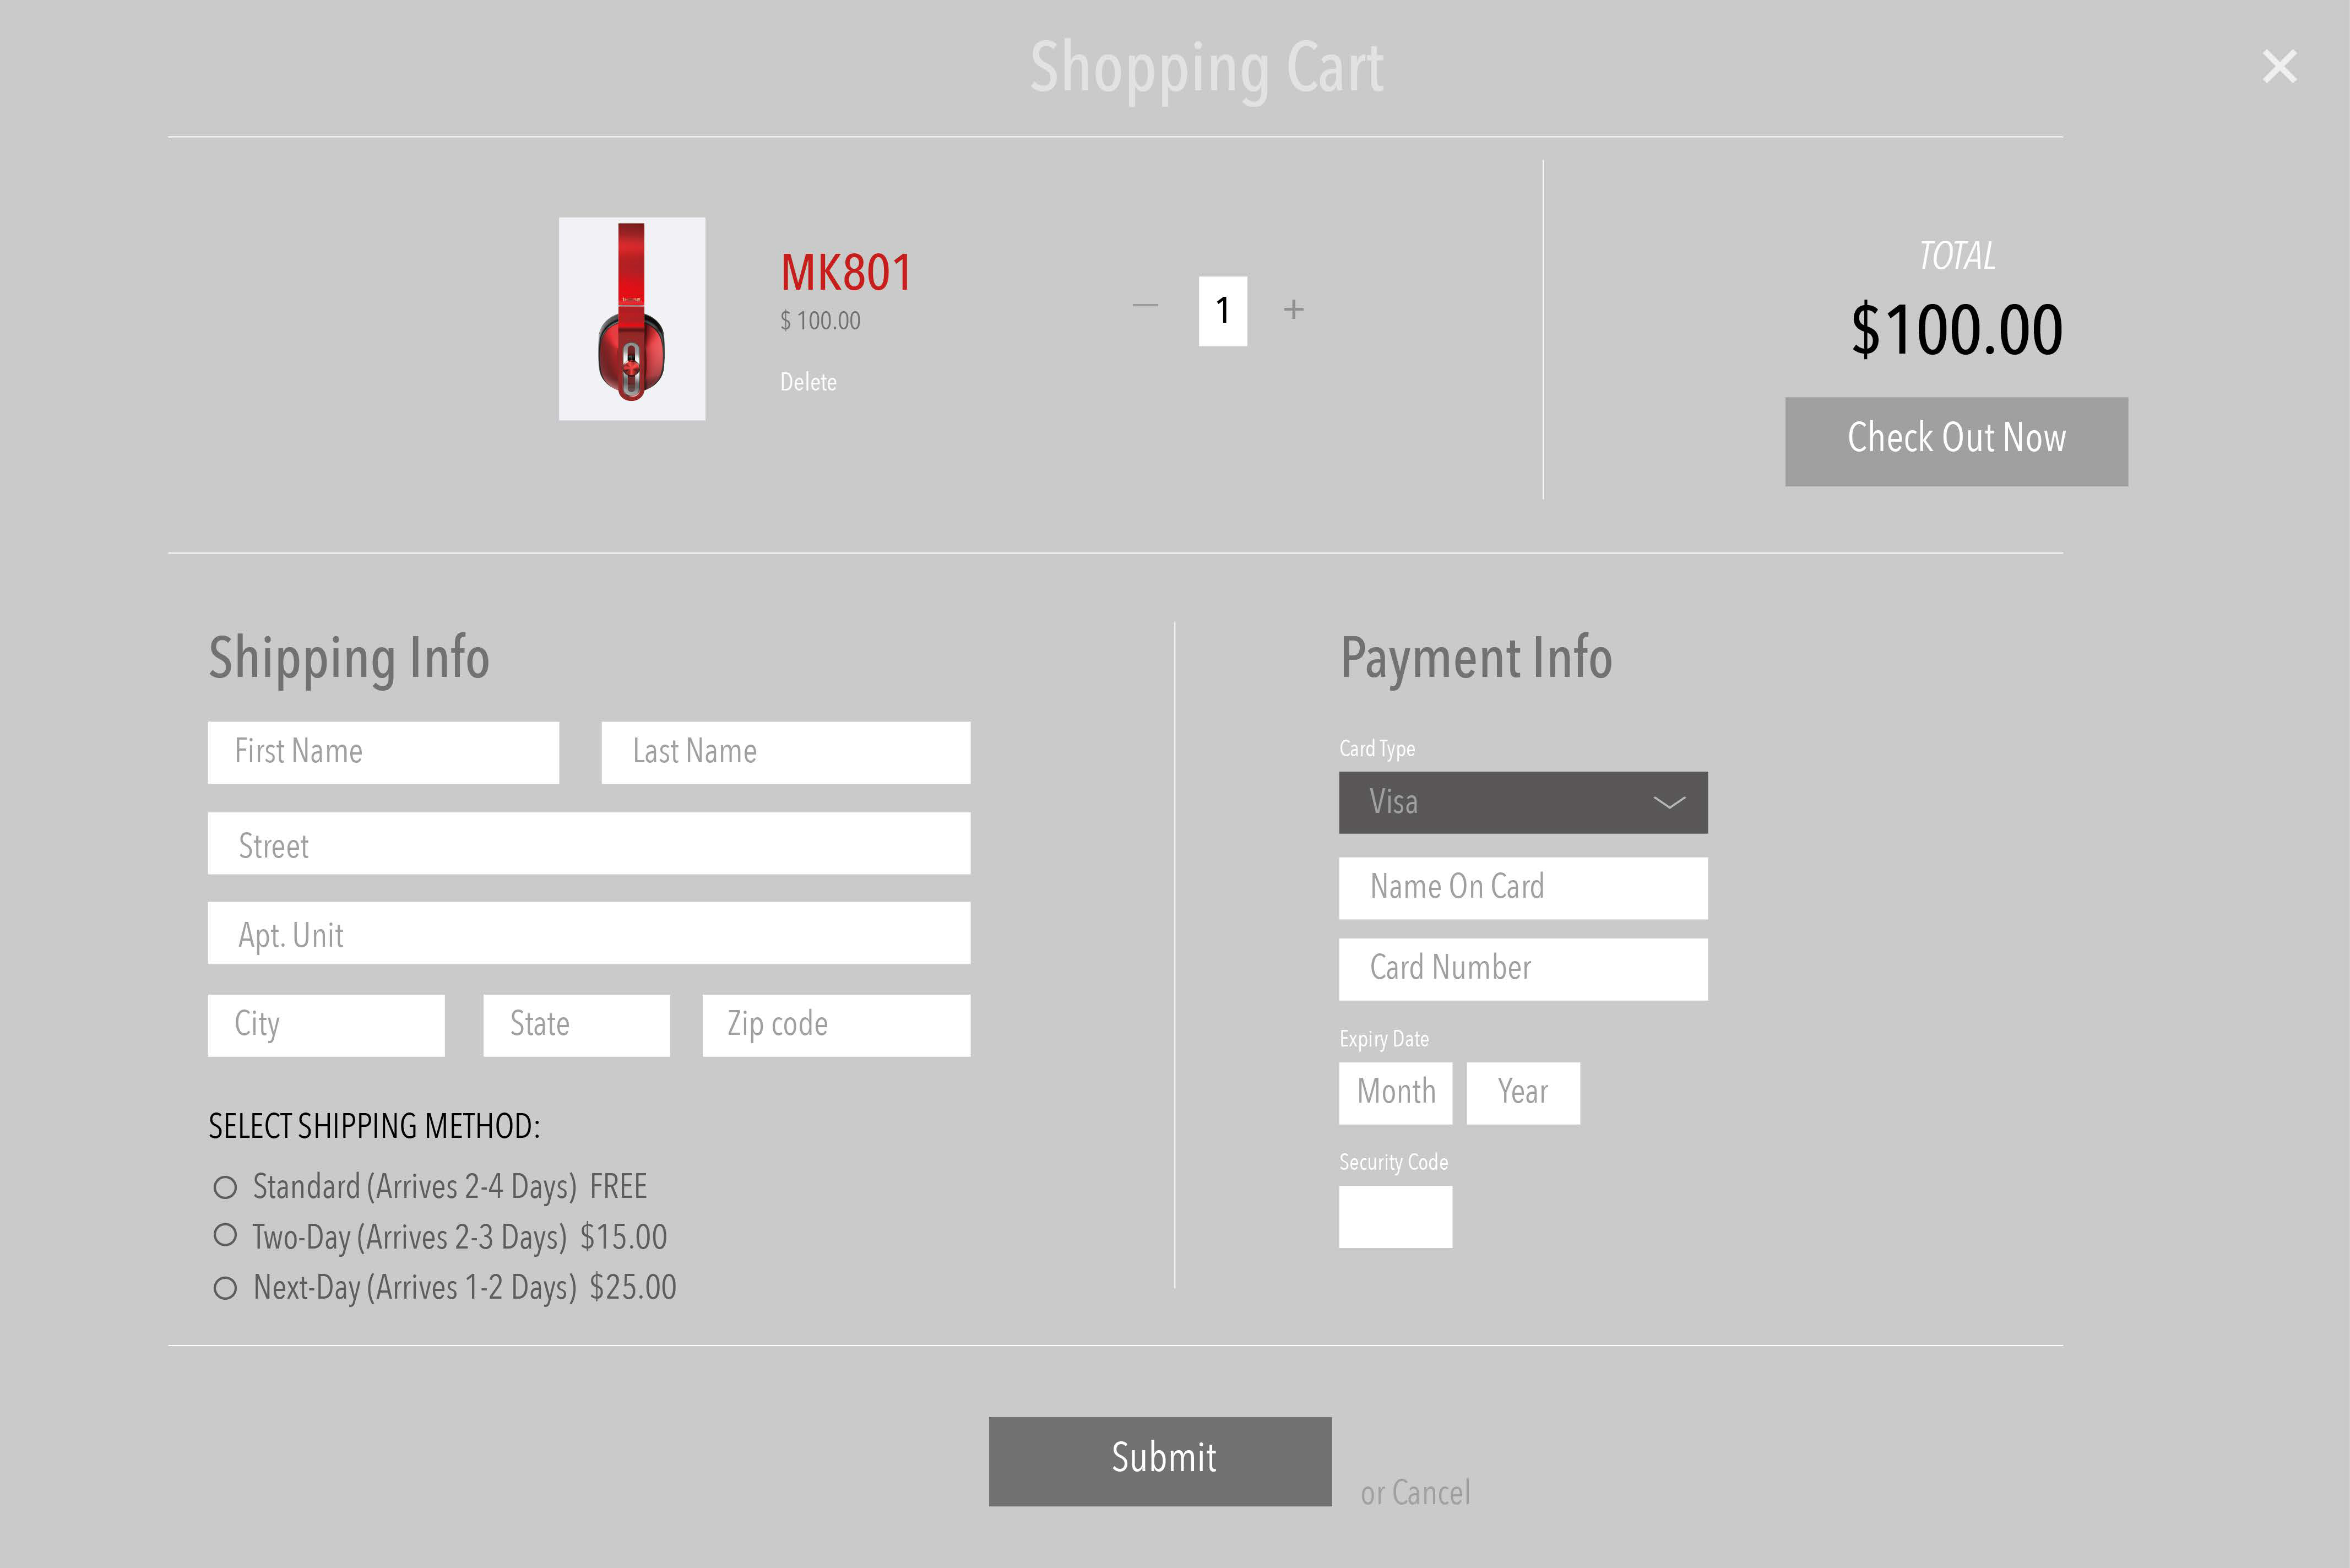 Shopping Cart
MK801
$ 100.00
Delete
1
TOTAL
$100.00
Check Out Now
Shipping Info
First Name
Last Name
Street
Apt. Unit
City
State
Zip code
SELECT SHIPPING METHOD:
Standard (Arrives 2-4 Days) FREE
Two-Day (Arrives 2-3 Days) $15.00
Next-Day (Arrives 1-2 Days) $25.00
Payment Info
Card Type
Visa
Name On Card
Card Number
Expiry Date
Month
Year
Security Code
Submit
or Cancel